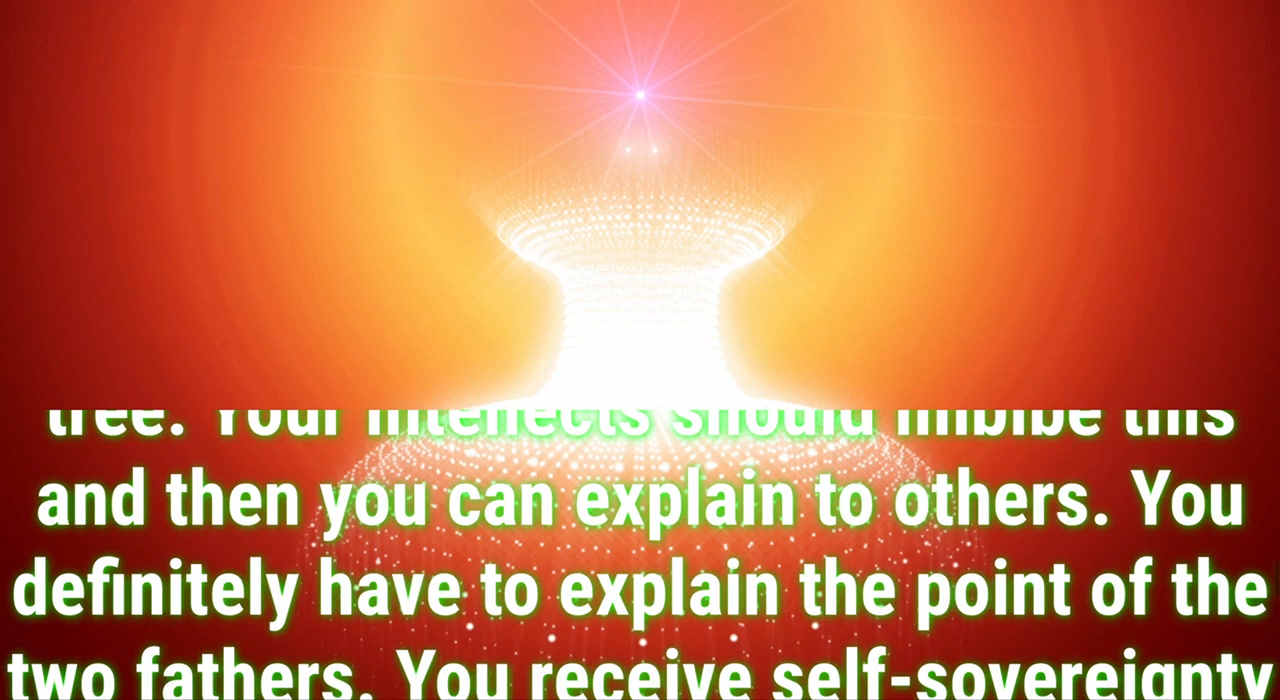 tree. Your intellects should imbibe this
and then you can explain to others. You
definitely have to explain the point of the
two fathers. You receive self-sovereignty